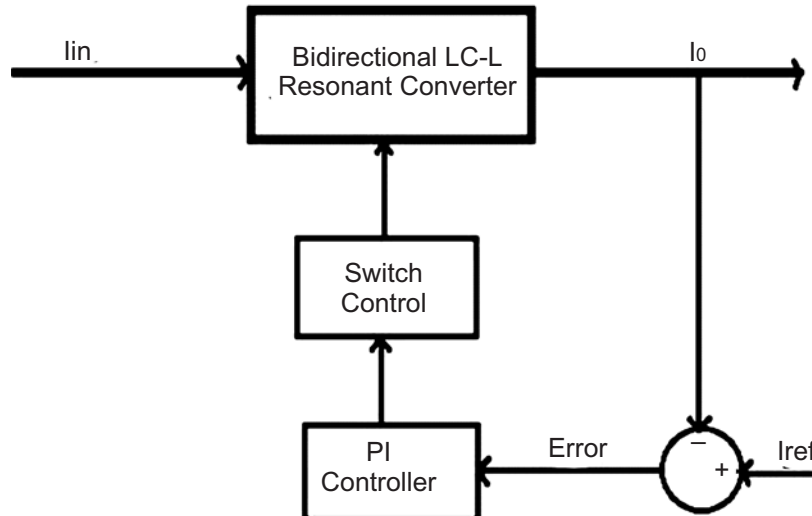 Iin
Bidirectional LC-L
Resonant Converter
I0
Switch
Control
PI
Controller
Error
−
+
Iref